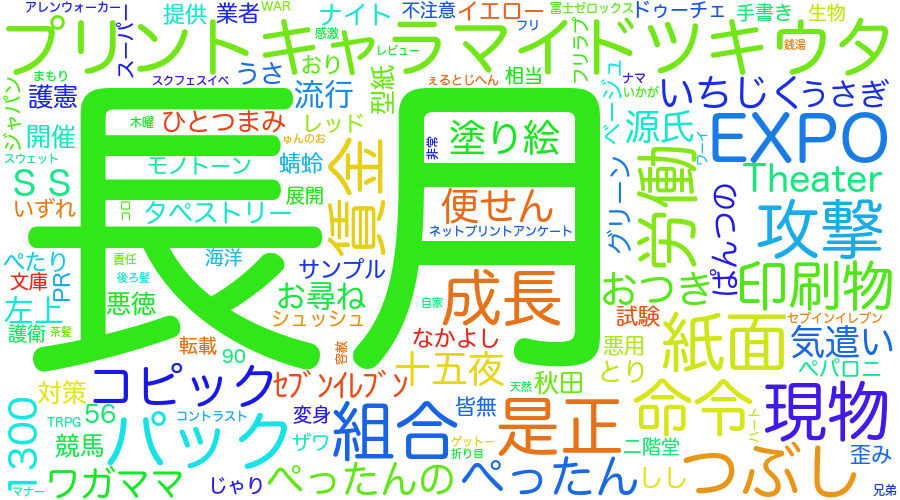 アレンウォーカー
スーパー
提供
業者
WAR
ナイト
感激
不注意
イエロー
富士ゼロックス
フリ
ドゥーチェ
手書き
生物
プリントキャラマイドツキウタ
銭湯
ジャパン
まもり
護憲
うさ
スクフェスイベ
おり
レビュー
型紙
えるとじへん
相当
フリラブ
ナマ
いかが
ベージュ
いちじく
うさぎ
流行
開催
木曜
ひとつまみ
レッド
ゅんのお
非常
塗り絵
源氏
ワーイ
EXPO
スウェット
モノトーン
蜻蛉
長月
賃金
労働
Theater
ＳＳ
展開
いずれ
コロ
タペストリー
便せん
ネットプリントアンケート
グリーン
ぱんつの
攻撃
ぺたり
文庫
PR
責任
後ろ髪
海洋
サンプル
左上
悪徳
お尋ね
成長
自家
おつき
印刷物
護衛
茶髪
シュッシュ
なかよし
試験
紙面
セブンイレブン
気遣い
転載
90
容赦
十五夜
悪用
ペパロニ
対策
コピック
ｾﾌﾞﾝｲﾚﾌﾞﾝ
天然
秋田
とり
命令
現物
1300
56
TRPG
パック
コントラスト
変身
組合
皆無
是正
競馬
ザワ
ゲットー
折り目
二階堂
つぶし
歪み
マナー
ワガママ
じゃり
ぺったんの
ぺったん
しし
兄弟